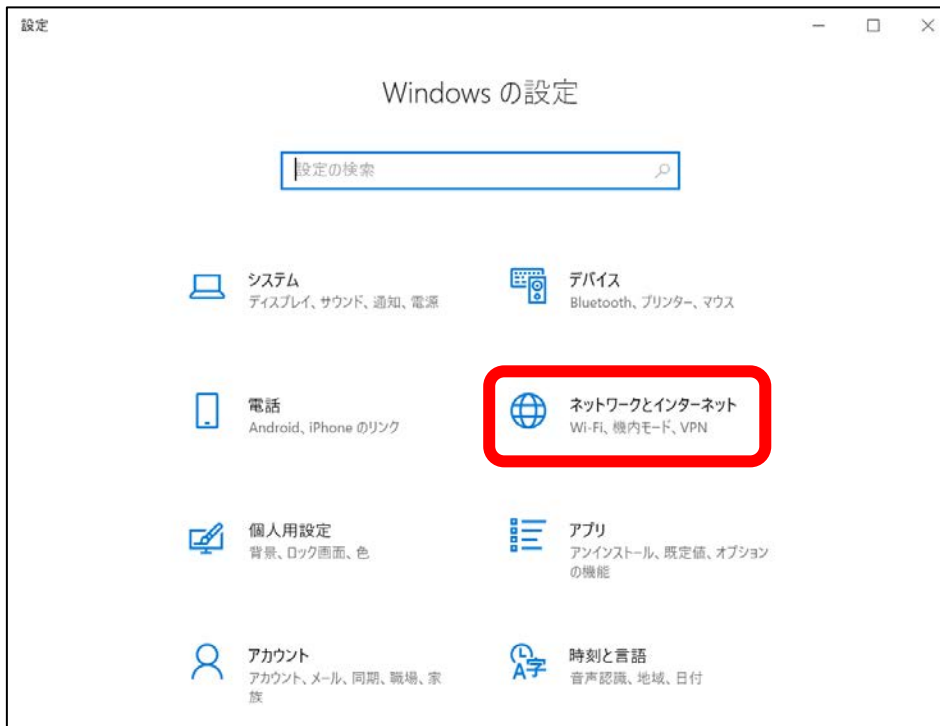 設定
Windows の設定
設定の検索
システム
ディスプレイ、サウンド、通知、電源
デバイス
Bluetooth、プリンター、マウス
電話
Android、iPhone のリンク
ネットワークとインターネット
Wi-Fi、機内モード、VPN
個人用設定
背景、ロック画面、色
アプリ
アンインストール、既定値、オプション
の機能
アカウント
アカウント、メール、同期、職場、家
族
時刻と言語
音声認識、地域、日付